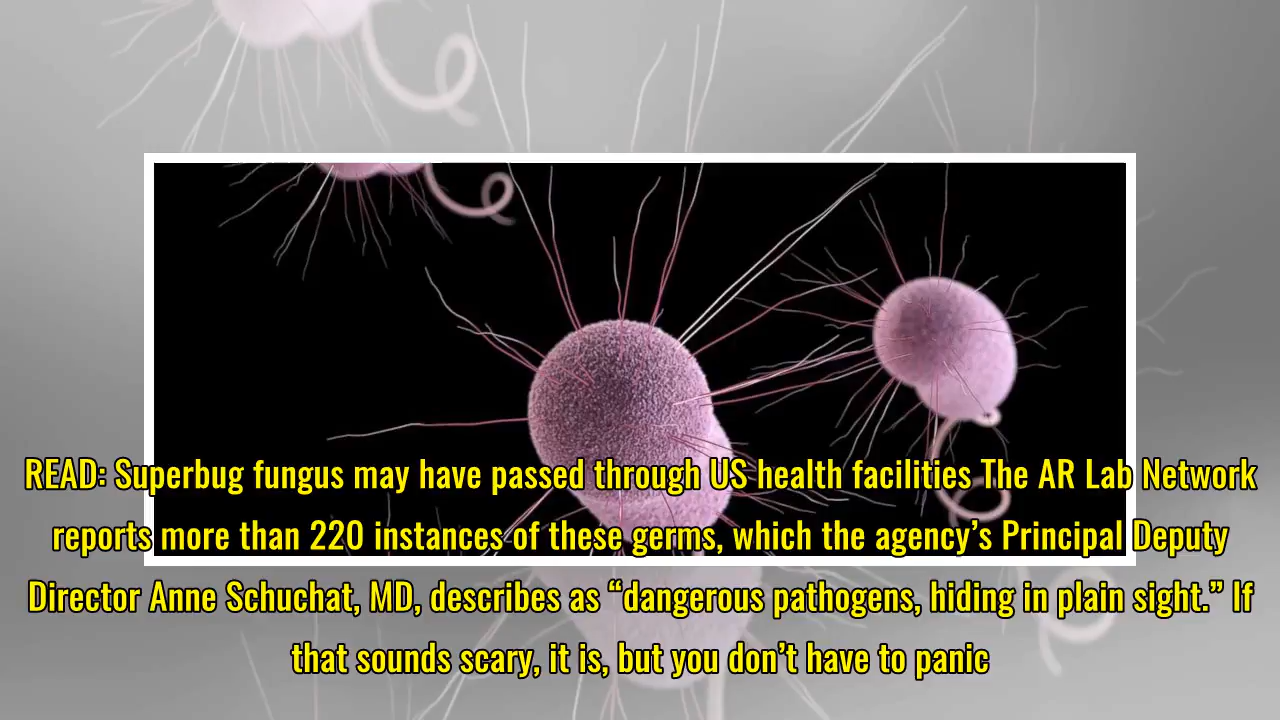 READ: Superbug fungus may have passed through US health facilities The AR Lab Network
reports more than 220 instances of these germs, which the agency’s Principal Deputy
Director Anne Schuchat, MD, describes as “dangerous pathogens, hiding in plain sight.” If
that sounds scary, it is, but you don’t have to panic